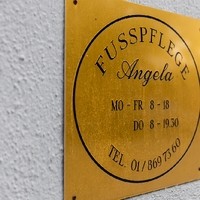 FUSSPFLEGE
Angela
MO - FR 8 - 18
DO 8 - 19.30
TEL. 01 / 869 73 60